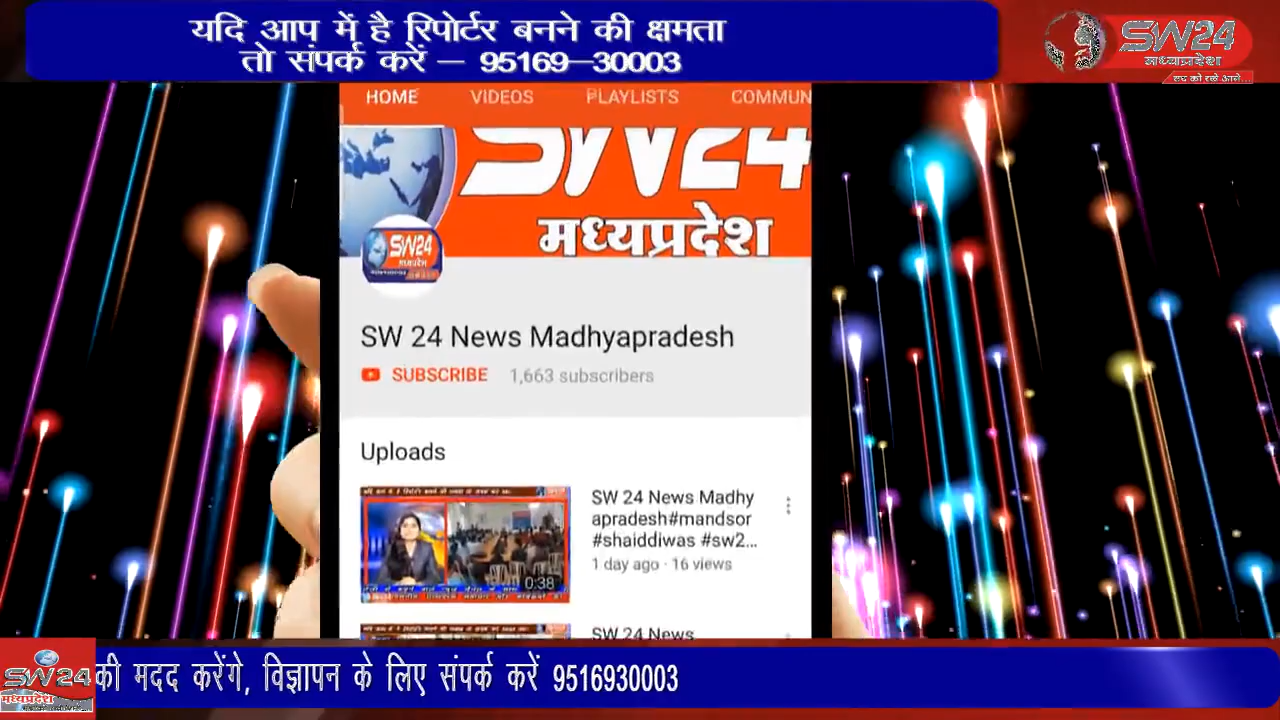 यदि आप में है रिपोर्टर बनने की क्षमता
तो संपर्क करें – 95169–30003
SW24
मध्यप्रदेश
HOME VIDEOS PLAYLISTS COMMUN
SW24
मध्यप्रदेश
SW24
SW 24 News Madhyapradesh
SUBSCRIBE 1,663 subscribers
Uploads
SW 24 News Madhy
apradesh#mandsor
#shaiddiwas #sw2...
1 day ago · 16 views
0:38
SW 24 News
SW24
मध्यप्रदेश
की मदद करेंगे, विज्ञापन के लिए संपर्क करें 9516930003